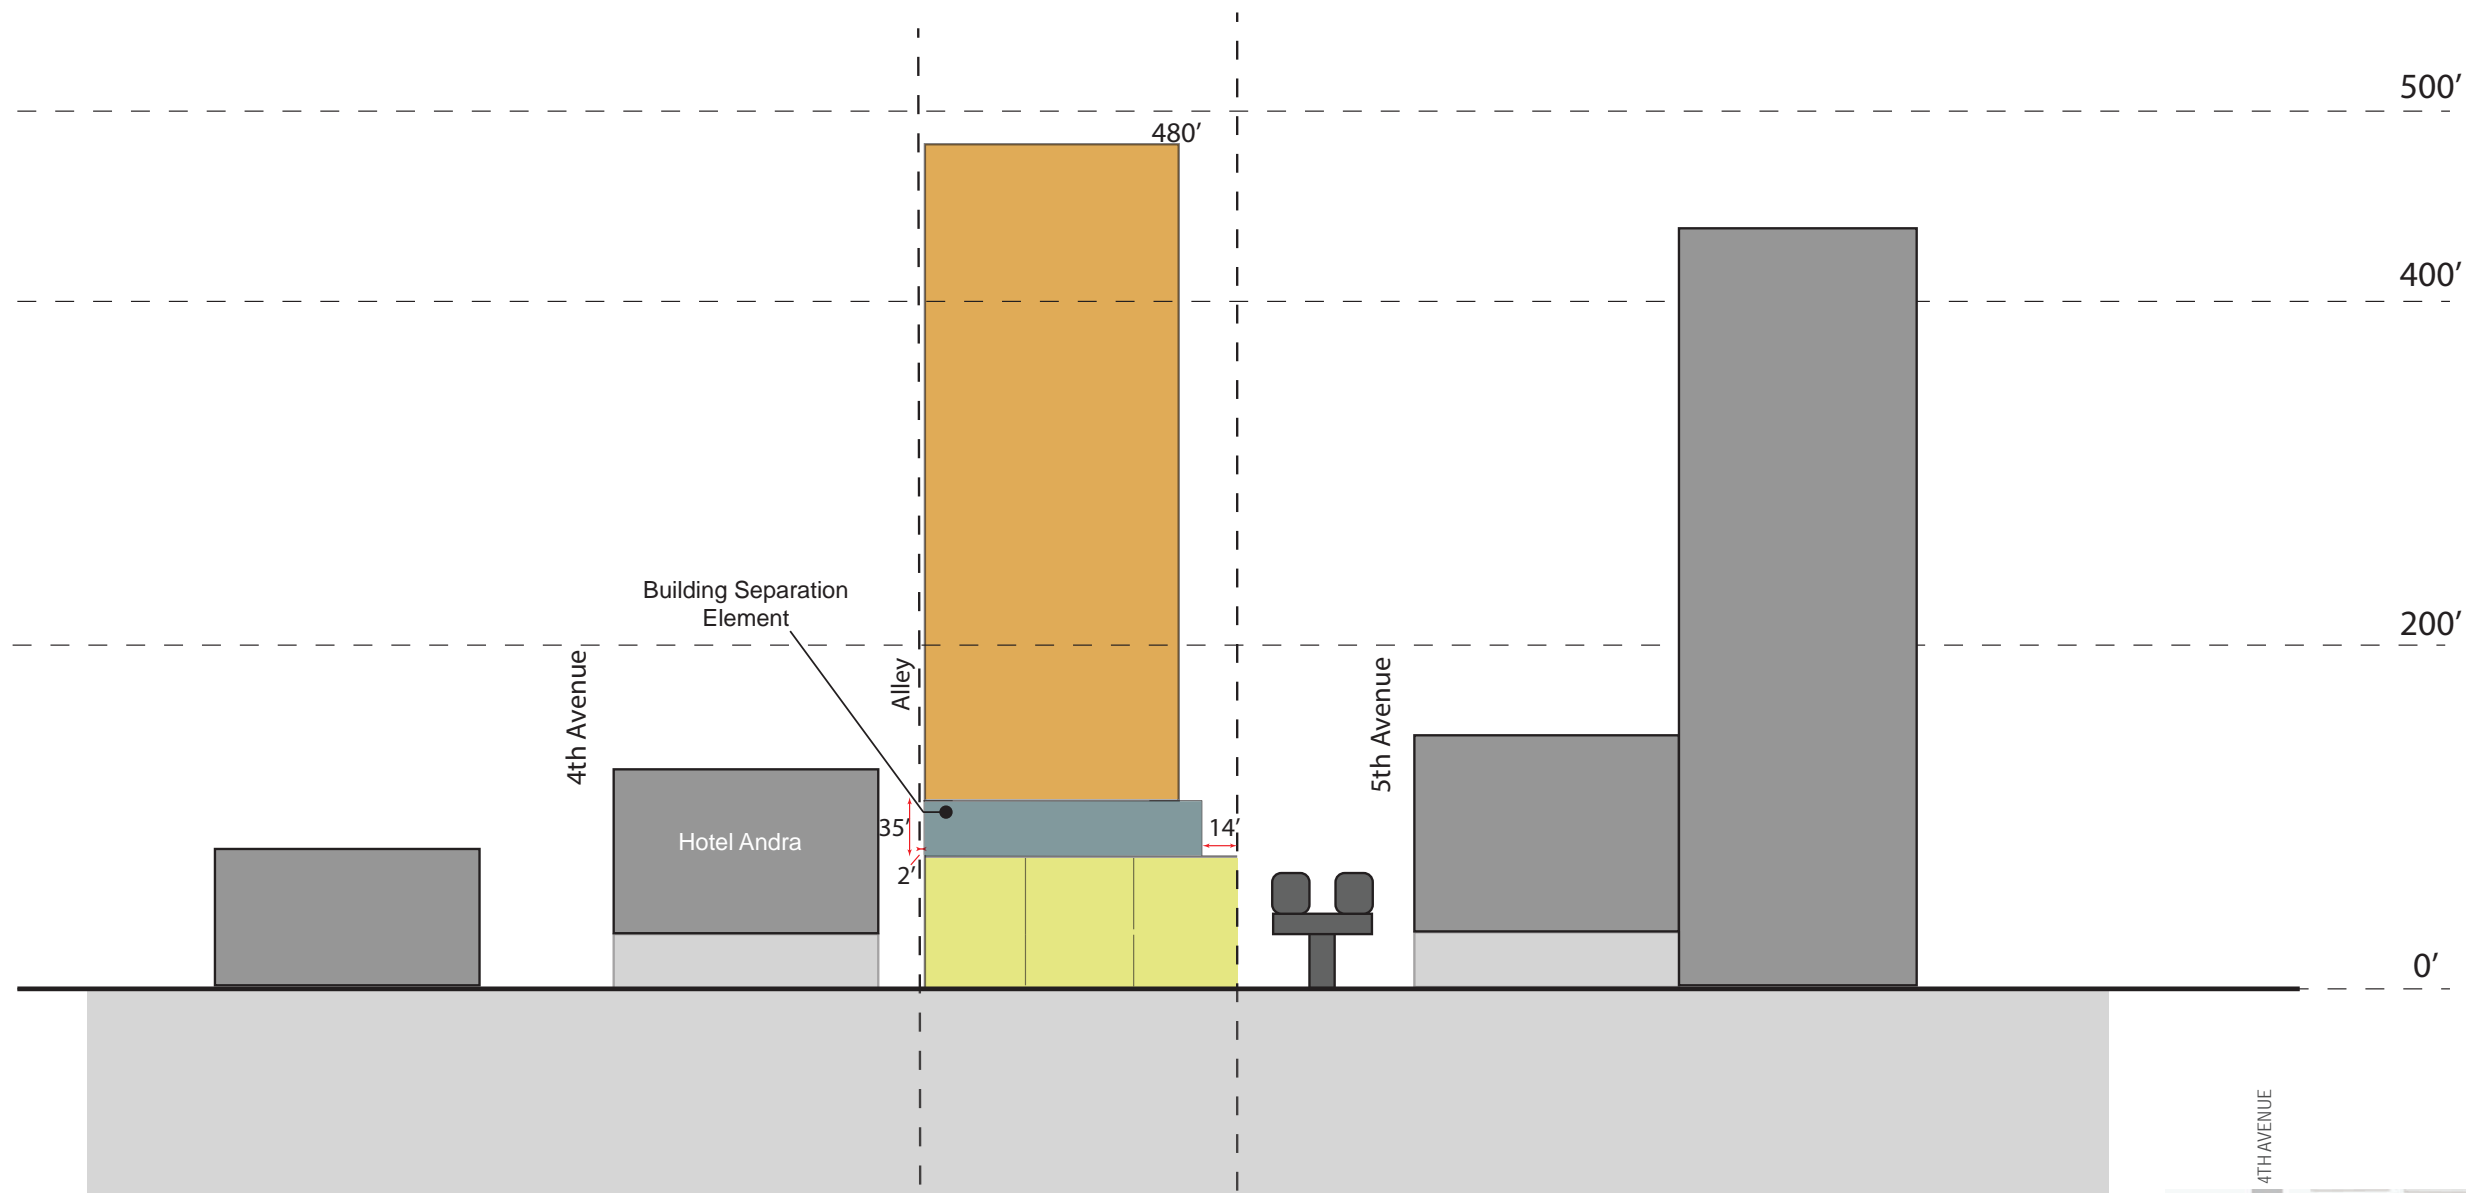 500’
480’
400’
Building Separation
Element
200’
4th Avenue
Alley
5th Avenue
35’
14’
Hotel Andra
2’
0’
4TH AVENUE